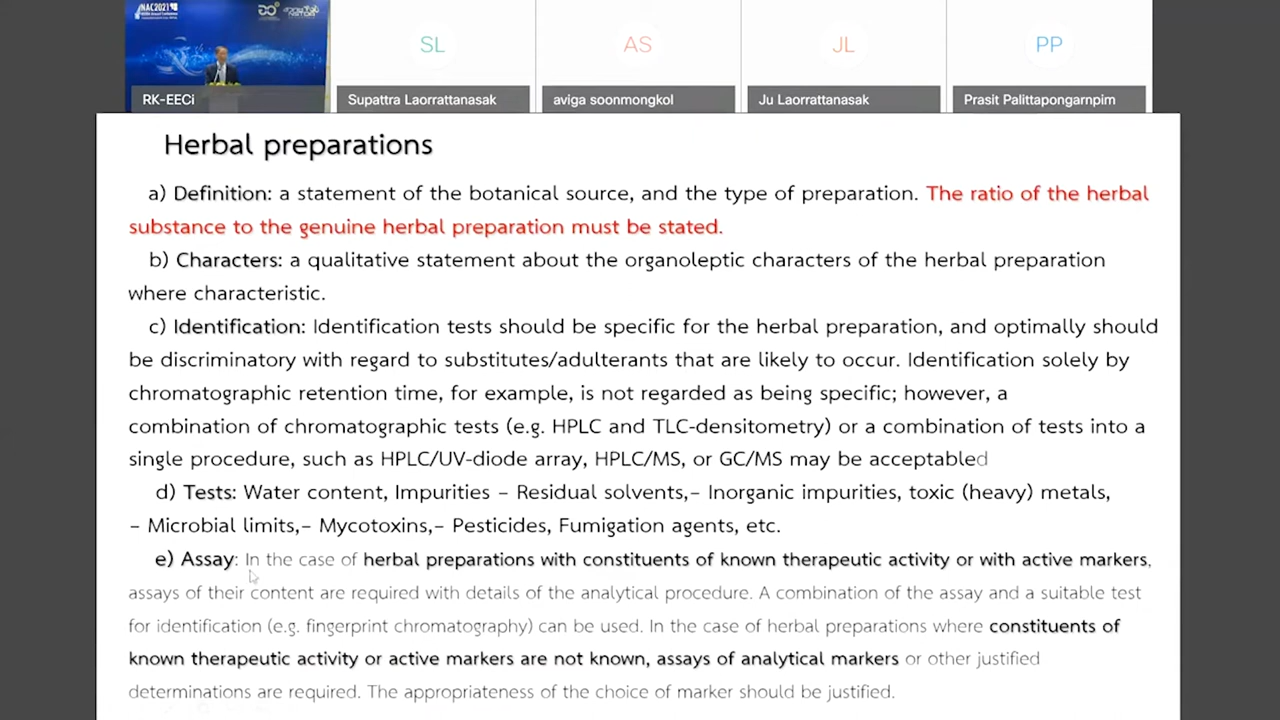 NAC2021
SL
AS
JL
PP
RK-EECi
Supattra Laorrattanasak
aviga soonmongkol
Ju Laorrattanasak
Prasit Palittapongarnpim
Herbal preparations
a) Definition: a statement of the botanical source, and the type of preparation. The ratio of the herbal
substance to the genuine herbal preparation must be stated.
b) Characters: a qualitative statement about the organoleptic characters of the herbal preparation
where characteristic.
c) Identification: Identification tests should be specific for the herbal preparation, and optimally should
be discriminatory with regard to substitutes/adulterants that are likely to occur. Identification solely by
chromatographic retention time, for example, is not regarded as being specific; however, a
combination of chromatographic tests (e.g. HPLC and TLC-densitometry) or a combination of tests into a
single procedure, such as HPLC/UV-diode array, HPLC/MS, or GC/MS may be acceptabled
d) Tests: Water content, Impurities – Residual solvents,– Inorganic impurities, toxic (heavy) metals,
– Microbial limits,– Mycotoxins,– Pesticides, Fumigation agents, etc.
e) Assay: In the case of herbal preparations with constituents of known therapeutic activity or with active markers,
assays of their content are required with details of the analytical procedure. A combination of the assay and a suitable test
for identification (e.g. fingerprint chromatography) can be used. In the case of herbal preparations where constituents of
known therapeutic activity or active markers are not known, assays of analytical markers or other justified
determinations are required. The appropriateness of the choice of marker should be justified.